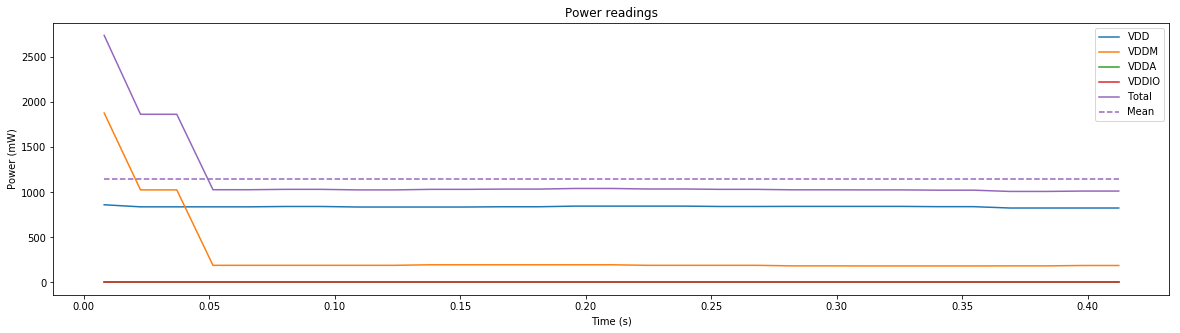 Power readings
Power (mW)
2500
2000
1500
1000
500
0
VDD
VDDM
VDDA
VDDIO
Total
Mean
0.00 0.05 0.10 0.15 0.20 0.25 0.30 0.35 0.40
Time (s)